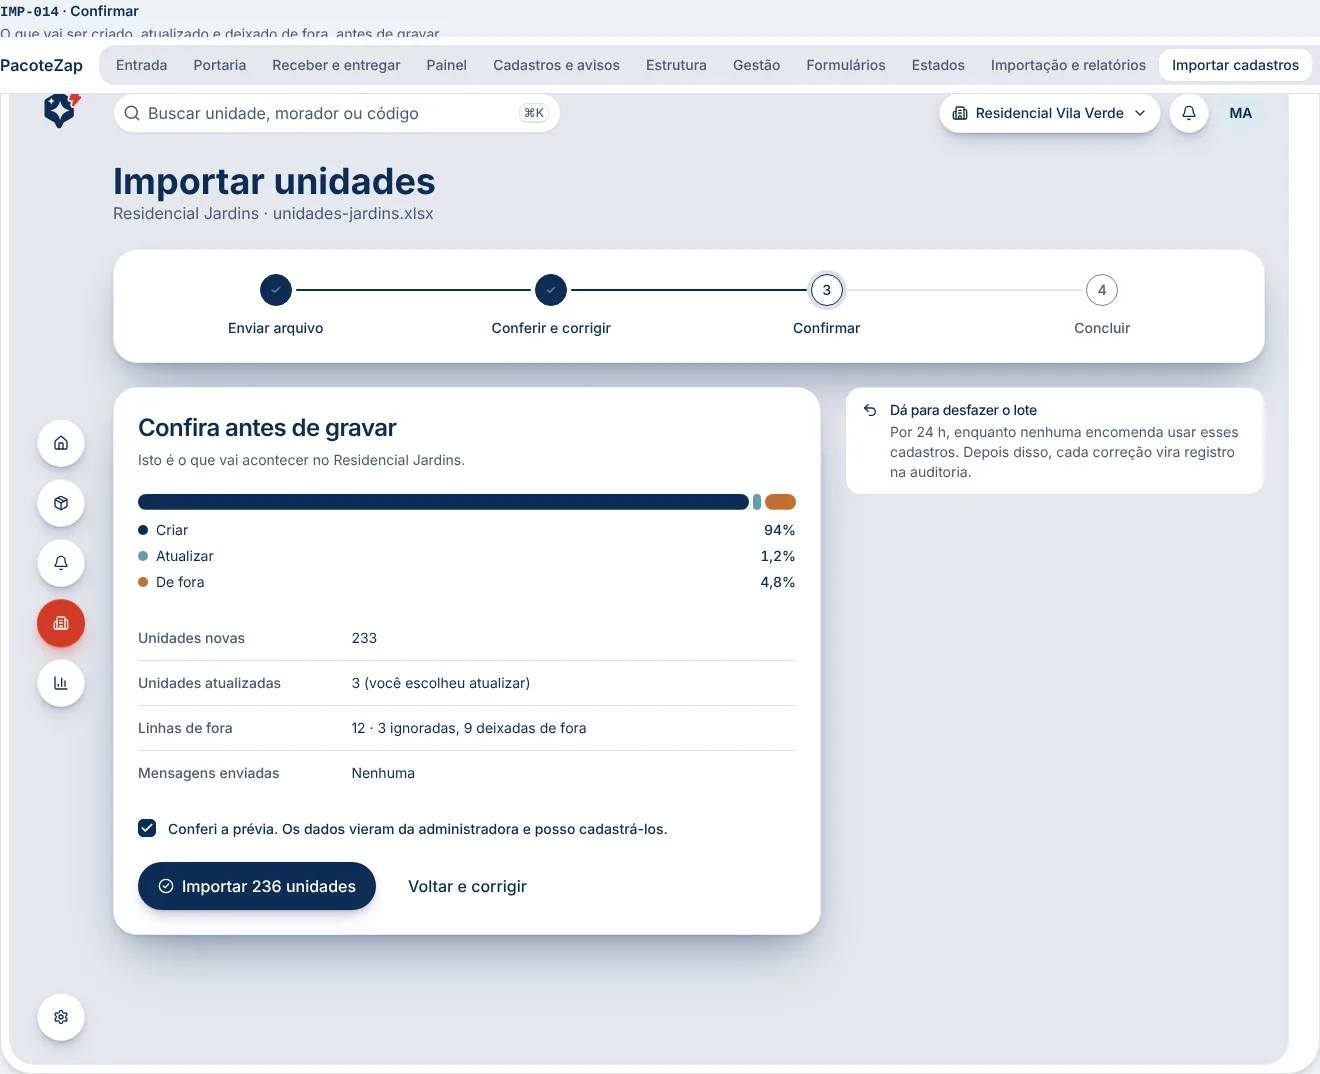 IMP-014 · Confirmar
O que vai ser criado, atualizado e deixado de fora, antes de gravar
PacoteZap
Entrada
Portaria
Receber e entregar
Painel
Cadastros e avisos
Estrutura
Gestão
Formulários
Estados
Importação e relatórios
Importar cadastros
Buscar unidade, morador ou código
⌘K
Residencial Vila Verde
MA
Importar unidades
Residencial Jardins · unidades-jardins.xlsx
3
4
Enviar arquivo
Conferir e corrigir
Confirmar
Concluir
Confira antes de gravar
Isto é o que vai acontecer no Residencial Jardins.
Criar 94%
Atualizar 1,2%
De fora 4,8%
Unidades novas 233
Unidades atualizadas 3 (você escolheu atualizar)
Linhas de fora 12 · 3 ignoradas, 9 deixadas de fora
Mensagens enviadas Nenhuma
Conferi a prévia. Os dados vieram da administradora e posso cadastrá-los.
Importar 236 unidades
Voltar e corrigir
Dá para desfazer o lote
Por 24 h, enquanto nenhuma encomenda usar esses
cadastros. Depois disso, cada correção vira registro
na auditoria.